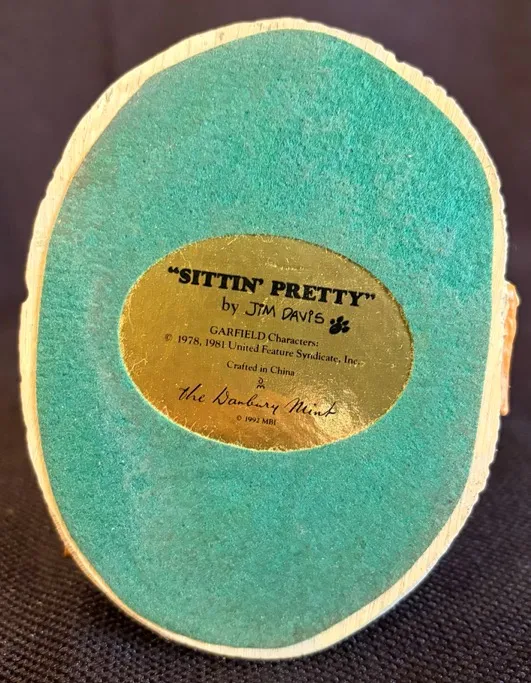 “SITTIN’ PRETTY”
by JIM DAVIS
GARFIELD Characters:
© 1978, 1981 United Feature Syndicate, Inc.
Crafted in China
D
M
the Danbury Mint
© 1992 MBI